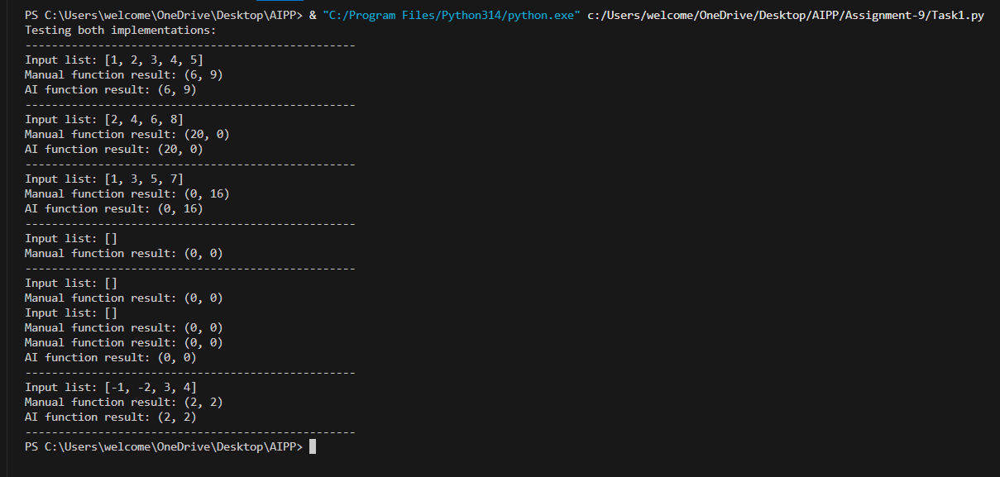 PS C:\Users\welcome\OneDrive\Desktop\AIPP> & "C:/Program Files/Python314/python.exe" c:/Users/welcome/OneDrive/Desktop/AIPP/Assignment-9/Task1.py
Testing both implementations:
--------------------------------------------------
Input list: [1, 2, 3, 4, 5]
Manual function result: (6, 9)
AI function result: (6, 9)
--------------------------------------------------
Input list: [2, 4, 6, 8]
Manual function result: (20, 0)
AI function result: (20, 0)
--------------------------------------------------
Input list: [1, 3, 5, 7]
Manual function result: (0, 16)
AI function result: (0, 16)
--------------------------------------------------
Input list: []
Manual function result: (0, 0)
--------------------------------------------------
Input list: []
Manual function result: (0, 0)
Input list: []
Manual function result: (0, 0)
Manual function result: (0, 0)
AI function result: (0, 0)
--------------------------------------------------
Input list: [-1, -2, 3, 4]
Manual function result: (2, 2)
AI function result: (2, 2)
--------------------------------------------------
PS C:\Users\welcome\OneDrive\Desktop\AIPP>